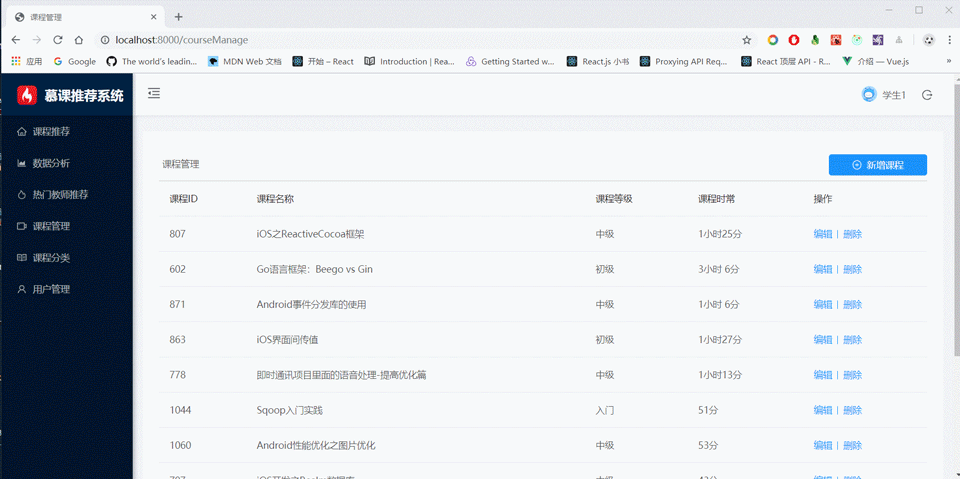 课程管理
localhost:8000/courseManage
应用 Google The world's leadin... MDN Web 文档 开始 – React Introduction | Rea... Getting Started w... React.js 小书 Proxying API Req... React 顶层 API - R... 介绍 — Vue.js »
慕课推荐系统 学生1
课程推荐
数据分析
热门教师推荐
课程管理
课程分类
用户管理
课程管理 新增课程
课程ID 课程名称 课程等级 课程时常 操作
807 iOS之ReactiveCocoa框架 中级 1小时25分 编辑 | 删除
602 Go语言框架：Beego vs Gin 初级 3小时 6分 编辑 | 删除
871 Android事件分发库的使用 中级 1小时 6分 编辑 | 删除
863 iOS界面间传值 初级 1小时27分 编辑 | 删除
778 即时通讯项目里面的语音处理-提高优化篇 中级 1小时13分 编辑 | 删除
1044 Sqoop入门实践 入门 51分 编辑 | 删除
1060 Android性能优化之图片优化 中级 53分 编辑 | 删除